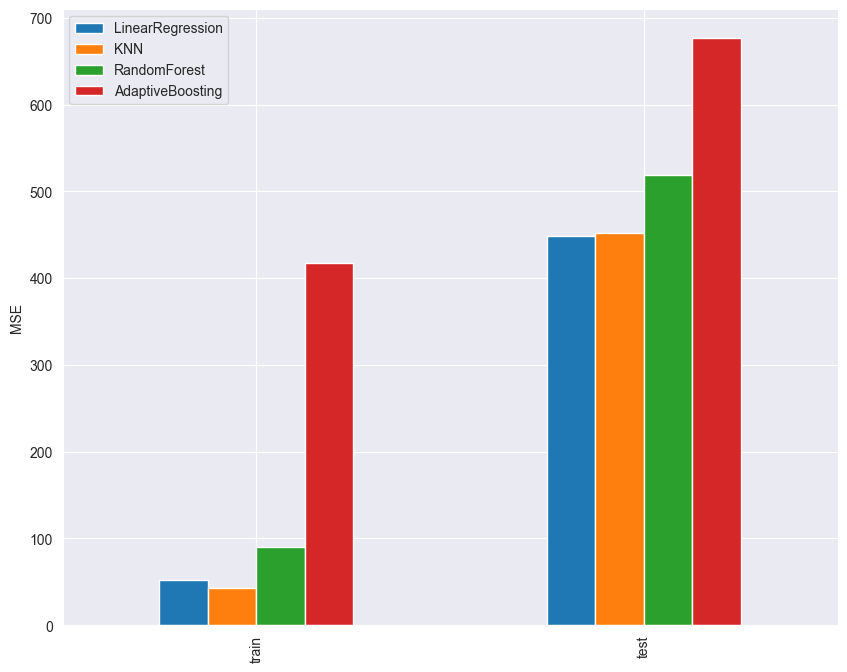 LinearRegression
KNN
RandomForest
AdaptiveBoosting
MSE
700
600
500
400
300
200
100
0
train
test